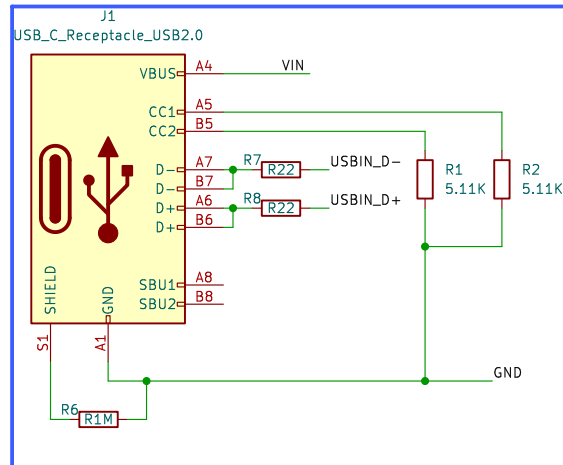 J1
USB_C_Receptacle_USB2.0
VBUS A4 VIN
CC1 A5
CC2 B5
D- A7 R7 R22 USBIN_D-
D- B7
D+ A6 R8 R22 USBIN_D+
D+ B6
R1 5.11K
R2 5.11K
SBU1 A8
SBU2 B8
SHIELD S1
GND A1
GND
R6 R1M